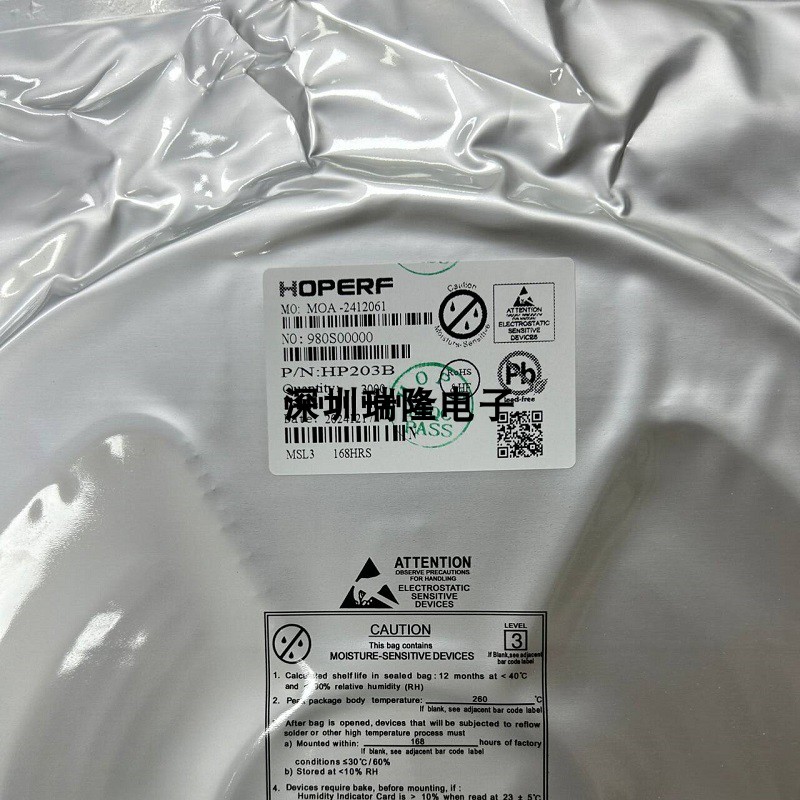 HOPERF
MO: MOA -2412061
NO: 980S00000
P/N:HP203B
Quantity: 3000
深圳瑞隆电子
Date: 2024121
MSL3 168HRS
Caution
Moisture-Sensitive
ATTENTION
ELECTROSTATIC
SENSITIVE
DEVICES
RoHS
&HF
Pb
Lead-free
PASS
ATTENTION
OBSERVE PRECAUTIONS
FOR HANDLING
ELECTROSTATIC
SENSITIVE
DEVICES
CAUTION
This bag contains
MOISTURE-SENSITIVE DEVICES
LEVEL
3
If Blank,see adjacent
bar code label
1. Calculated shelf life in sealed bag: 12 months at < 40℃
and < 90% relative humidity (RH)
2. Peak package body temperature: 260 ℃
If blank, see adjacent bar code label
After bag is opened, devices that will be subjected to reflow
solder or other high temperature process must
a) Mounted within: 168 hours of factory
If blank, see adjacent bar code label
conditions ≤30℃/60%
b) Stored at <10% RH
4. Devices require bake, before mounting, if :
Humidity Indicator Card is > 10% when read at 23 ± 5℃